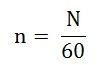 n = N/60